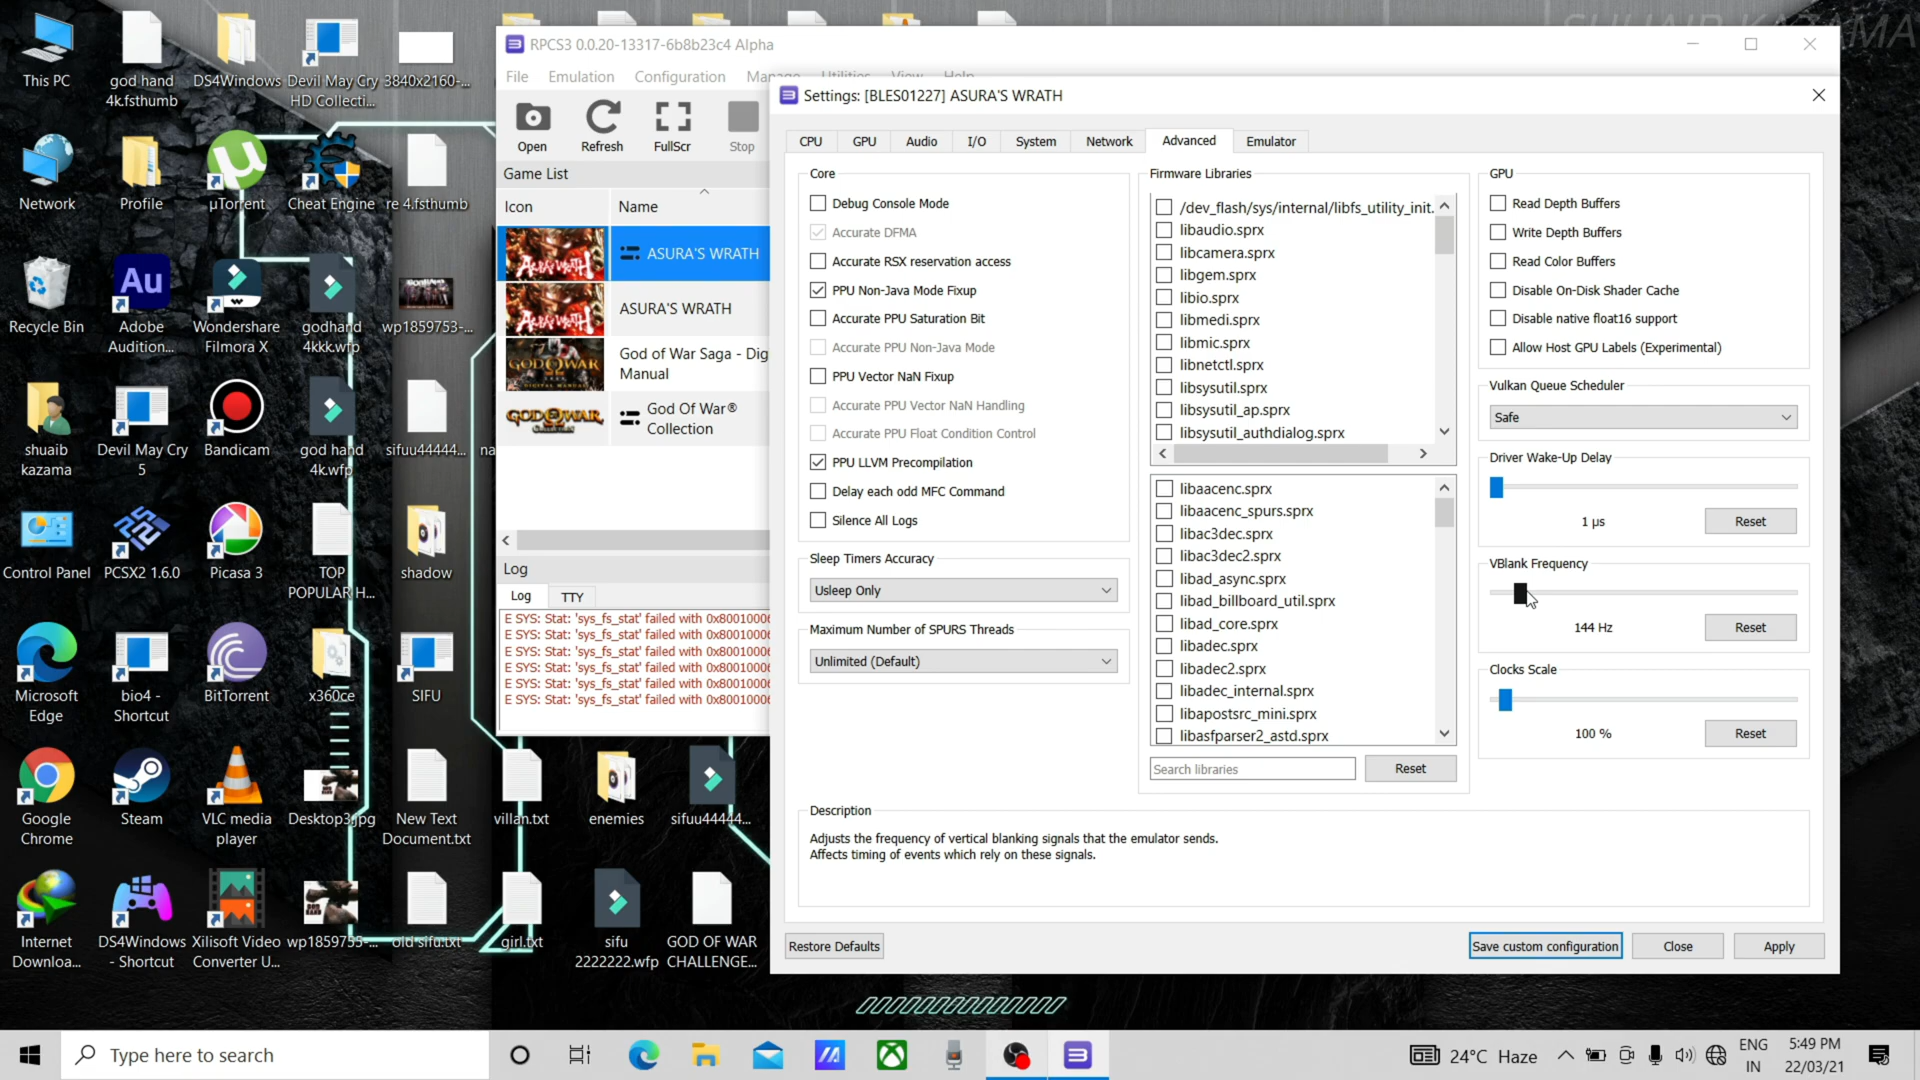 SHUAIB KAZAMA
This PC
god hand
4k.fsthumb
DS4Windows
Devil May Cry
HD Collecti...
3840x2160-...
Network
Profile
µTorrent
Cheat Engine
re 4.fsthumb
Recycle Bin
Au
Adobe
Audition...
Wondershare
Filmora X
godhand
4kkk.wfp
wp1859753-...
shuaib
kazama
Devil May Cry
5
Bandicam
god hand
4k.wfp
sifuu44444...
na
Control Panel
PCSX2 1.6.0
Picasa 3
TOP
POPULAR H...
shadow
Microsoft
Edge
bio4 -
Shortcut
BitTorrent
x360ce
SIFU
Google
Chrome
Steam
VLC media
player
Desktop3.jpg
New Text
Document.txt
villan.txt
enemies
sifuu44444...
Internet
Downloa...
DS4Windows
- Shortcut
Xilisoft Video
Converter U...
wp1859755-...
old sifu.txt
girl.txt
sifu
2222222.wfp
GOD OF WAR
CHALLENGE...
RPCS3 0.0.20-13317-6b8b23c4 Alpha
File Emulation Configuration Manage Utilities View Help
Open Refresh FullScr Stop
Game List
Icon Name
ASURA'S WRATH
ASURA'S WRATH
God of War Saga - Dig
Manual
God Of War®
Collection
Log
Log TTY
E SYS: Stat: 'sys_fs_stat' failed with 0x80010006
E SYS: Stat: 'sys_fs_stat' failed with 0x80010006
E SYS: Stat: 'sys_fs_stat' failed with 0x80010006
E SYS: Stat: 'sys_fs_stat' failed with 0x80010006
E SYS: Stat: 'sys_fs_stat' failed with 0x80010006
E SYS: Stat: 'sys_fs_stat' failed with 0x80010006
Settings: [BLES01227] ASURA'S WRATH
CPU GPU Audio I/O System Network Advanced Emulator
Core
Debug Console Mode
Accurate DFMA
Accurate RSX reservation access
PPU Non-Java Mode Fixup
Accurate PPU Saturation Bit
Accurate PPU Non-Java Mode
PPU Vector NaN Fixup
Accurate PPU Vector NaN Handling
Accurate PPU Float Condition Control
PPU LLVM Precompilation
Delay each odd MFC Command
Silence All Logs
Sleep Timers Accuracy
Usleep Only
Maximum Number of SPURS Threads
Unlimited (Default)
Firmware Libraries
/dev_flash/sys/internal/libfs_utility_init.
libaudio.sprx
libcamera.sprx
libgem.sprx
libio.sprx
libmedi.sprx
libmic.sprx
libnetctl.sprx
libsysutil.sprx
libsysutil_ap.sprx
libsysutil_authdialog.sprx
libaacenc.sprx
libaacenc_spurs.sprx
libac3dec.sprx
libac3dec2.sprx
libad_async.sprx
libad_billboard_util.sprx
libad_core.sprx
libadec.sprx
libadec2.sprx
libadec_internal.sprx
libapostsrc_mini.sprx
libasfparser2_astd.sprx
Search libraries
Reset
GPU
Read Depth Buffers
Write Depth Buffers
Read Color Buffers
Disable On-Disk Shader Cache
Disable native float16 support
Allow Host GPU Labels (Experimental)
Vulkan Queue Scheduler
Safe
Driver Wake-Up Delay
1 µs
Reset
VBlank Frequency
144 Hz
Reset
Clocks Scale
100 %
Reset
Description
Adjusts the frequency of vertical blanking signals that the emulator sends.
Affects timing of events which rely on these signals.
Restore Defaults
Save custom configuration
Close
Apply
Type here to search
24°C Haze
ENG
IN
5:49 PM
22/03/21